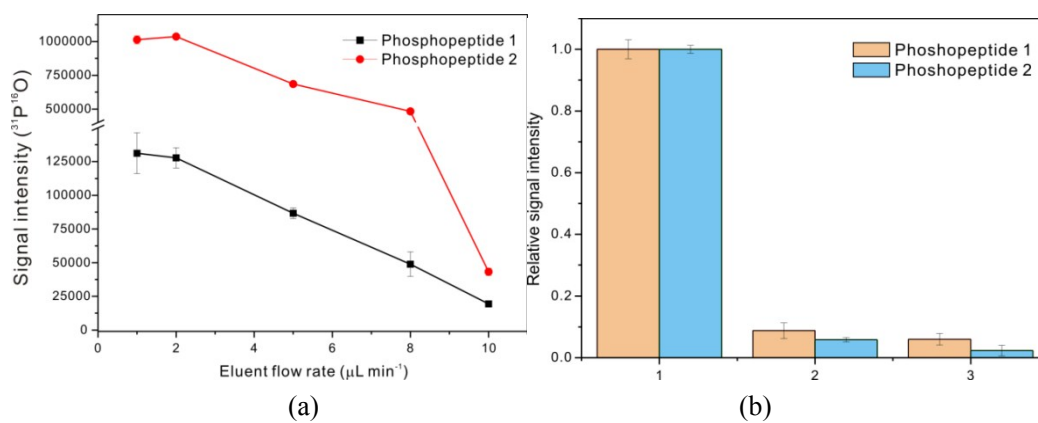 1000000
750000
500000
125000
100000
75000
50000
25000
0
Signal intensity (³¹P¹⁶O)
Phosphopeptide 1
Phosphopeptide 2
0 2 4 6 8 10
Eluent flow rate (μL min⁻¹)
(a)
1.0
0.8
0.6
0.4
0.2
0.0
Relative signal intensity
Phoshopeptide 1
Phoshopeptide 2
1 2 3
(b)